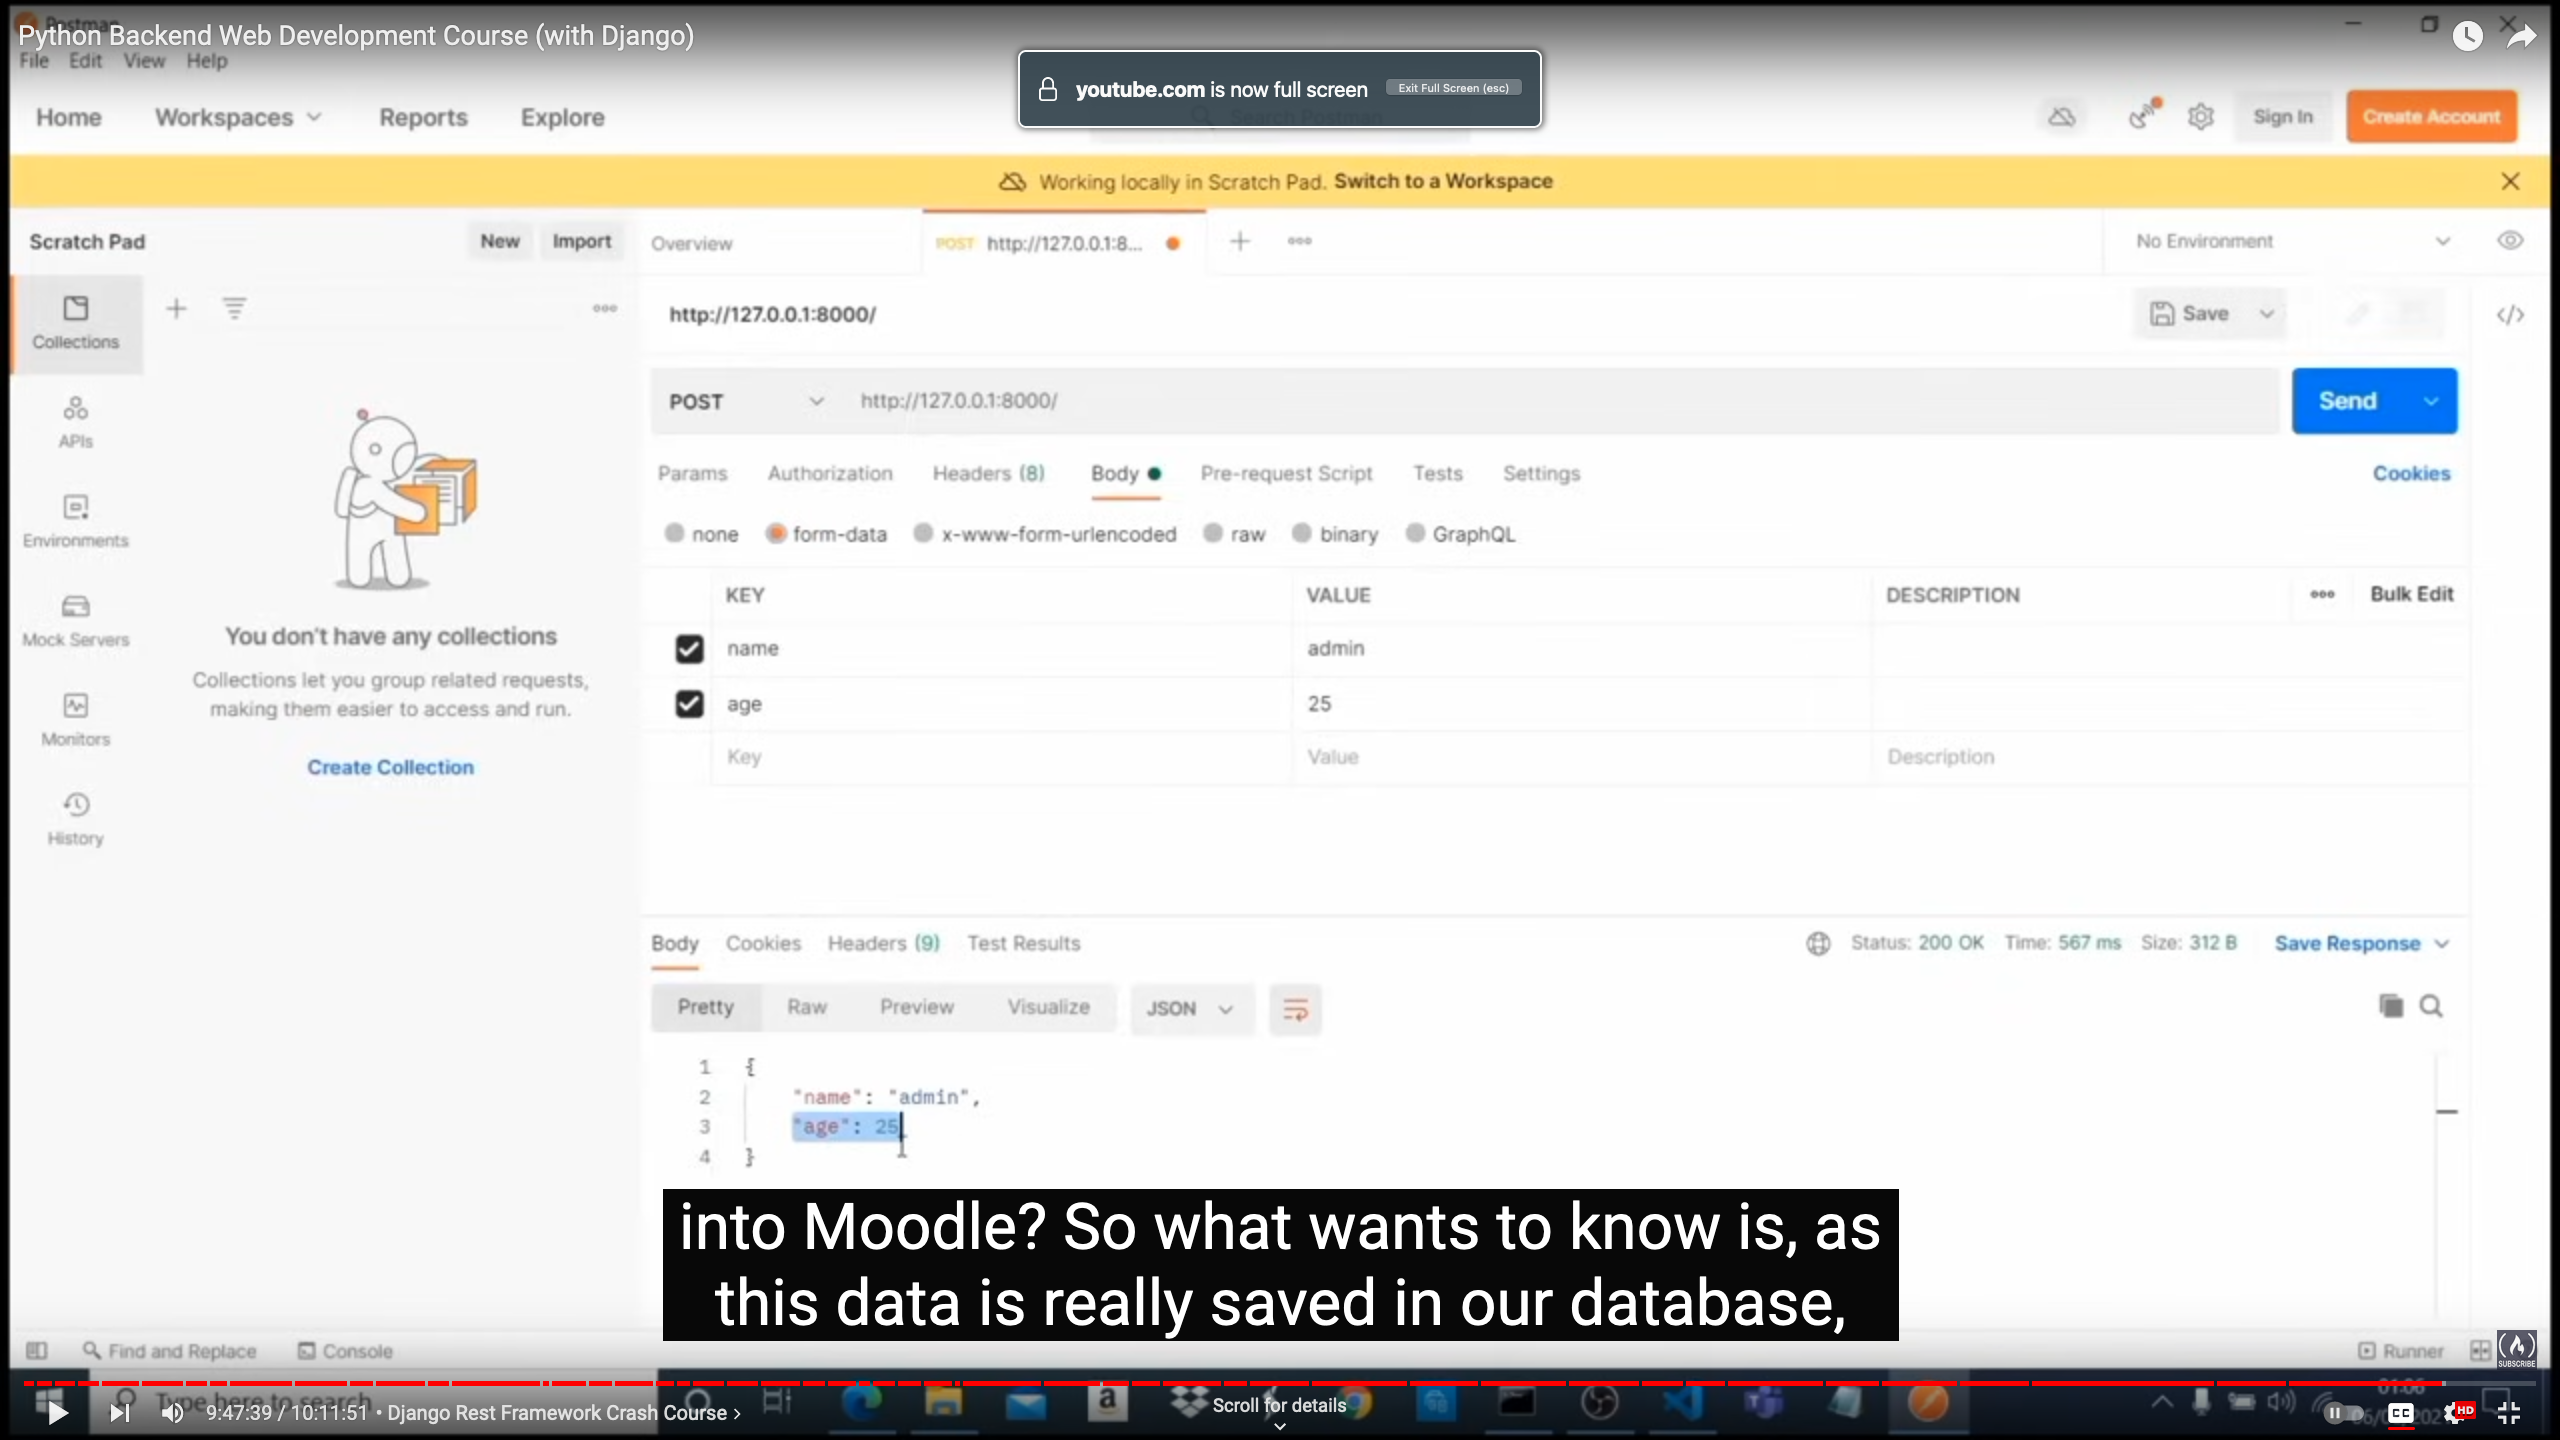 Postman
Python Backend Web Development Course (with Django)
File Edit View Help
youtube.com is now full screen Exit Full Screen (esc)
Home Workspaces Reports Explore
Search Postman
Sign In Create Account
Working locally in Scratch Pad. Switch to a Workspace
Scratch Pad New Import
Overview POST http://127.0.0.1:8... No Environment
Collections
http://127.0.0.1:8000/ Save
APIs
POST http://127.0.0.1:8000/ Send
Params Authorization Headers (8) Body Pre-request Script Tests Settings Cookies
Environments
none form-data x-www-form-urlencoded raw binary GraphQL
KEY VALUE DESCRIPTION Bulk Edit
Mock Servers
You don't have any collections
name admin
Collections let you group related requests,
making them easier to access and run.
age 25
Monitors
Create Collection
Key Value Description
History
Body Cookies Headers (9) Test Results Status: 200 OK Time: 567 ms Size: 312 B Save Response
Pretty Raw Preview Visualize JSON
1 {
2 "name": "admin",
3 "age": 25
4 }
into Moodle? So what wants to know is, as
this data is really saved in our database,
Find and Replace Console Runner
SUBSCRIBE
Type here to search
01:06
9:47:39 / 10:11:51 • Django Rest Framework Crash Course ›
Scroll for details
CC
HD